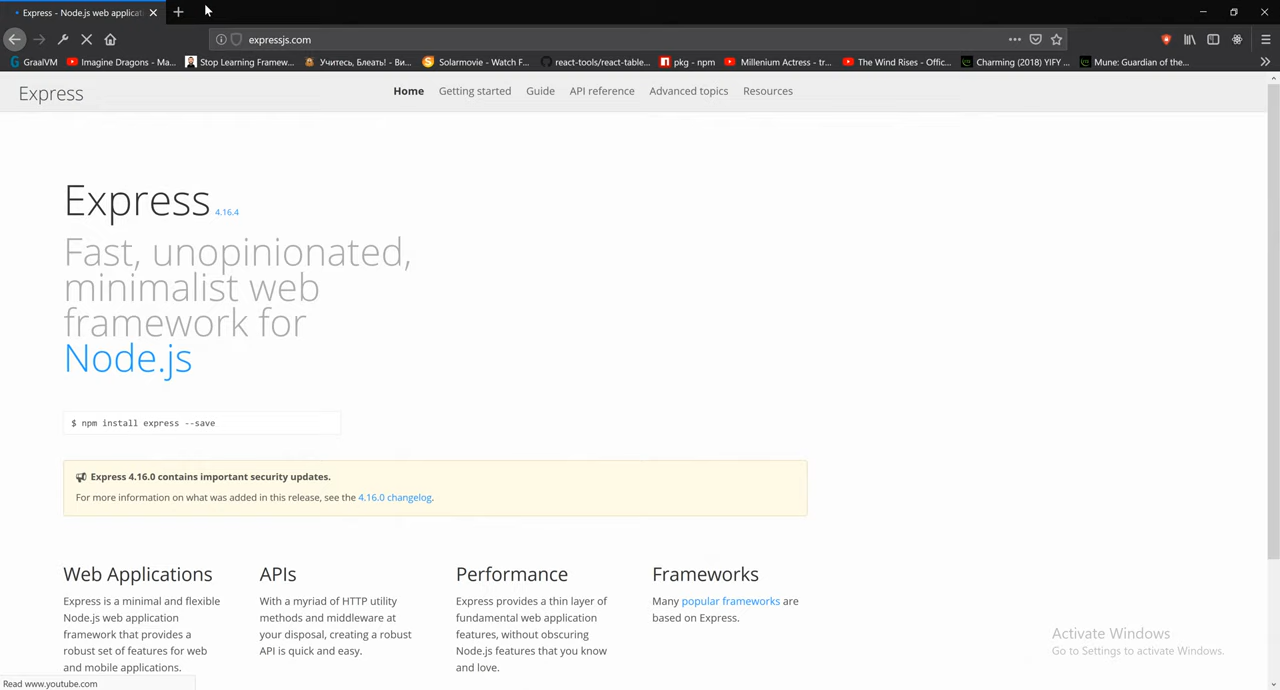 Express - Node.js web applicati
expressjs.com
GraalVM
Imagine Dragons - Ma...
Stop Learning Framew...
Учитесь, Блеать! - Ви...
Solarmovie - Watch F...
react-tools/react-table...
pkg - npm
Millenium Actress - tr...
The Wind Rises - Offic...
Charming (2018) YIFY ...
Mune: Guardian of the...
Express
Home
Getting started
Guide
API reference
Advanced topics
Resources
Express 4.16.4
Fast, unopinionated,
minimalist web
framework for
Node.js
$ npm install express --save
Express 4.16.0 contains important security updates.
For more information on what was added in this release, see the 4.16.0 changelog.
Web Applications
Express is a minimal and flexible
Node.js web application
framework that provides a
robust set of features for web
and mobile applications.
APIs
With a myriad of HTTP utility
methods and middleware at
your disposal, creating a robust
API is quick and easy.
Performance
Express provides a thin layer of
fundamental web application
features, without obscuring
Node.js features that you know
and love.
Frameworks
Many popular frameworks are
based on Express.
Activate Windows
Go to Settings to activate Windows.
Read www.youtube.com